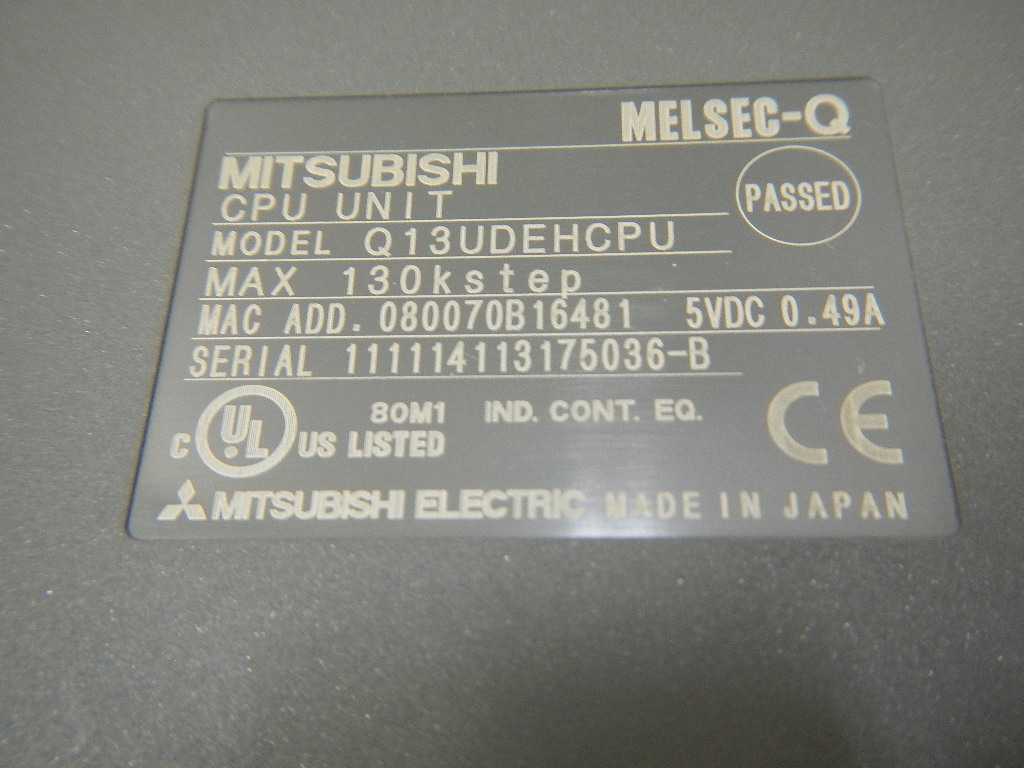 MELSEC-Q
MITSUBISHI
CPU UNIT
PASSED
MODEL Q13UDEHCPU
MAX 130kstep
MAC ADD. 080070B16481 5VDC 0.49A
SERIAL 111114113175036-B
80M1 IND. CONT. EQ.
C UL US LISTED
CE
MITSUBISHI ELECTRIC MADE IN JAPAN